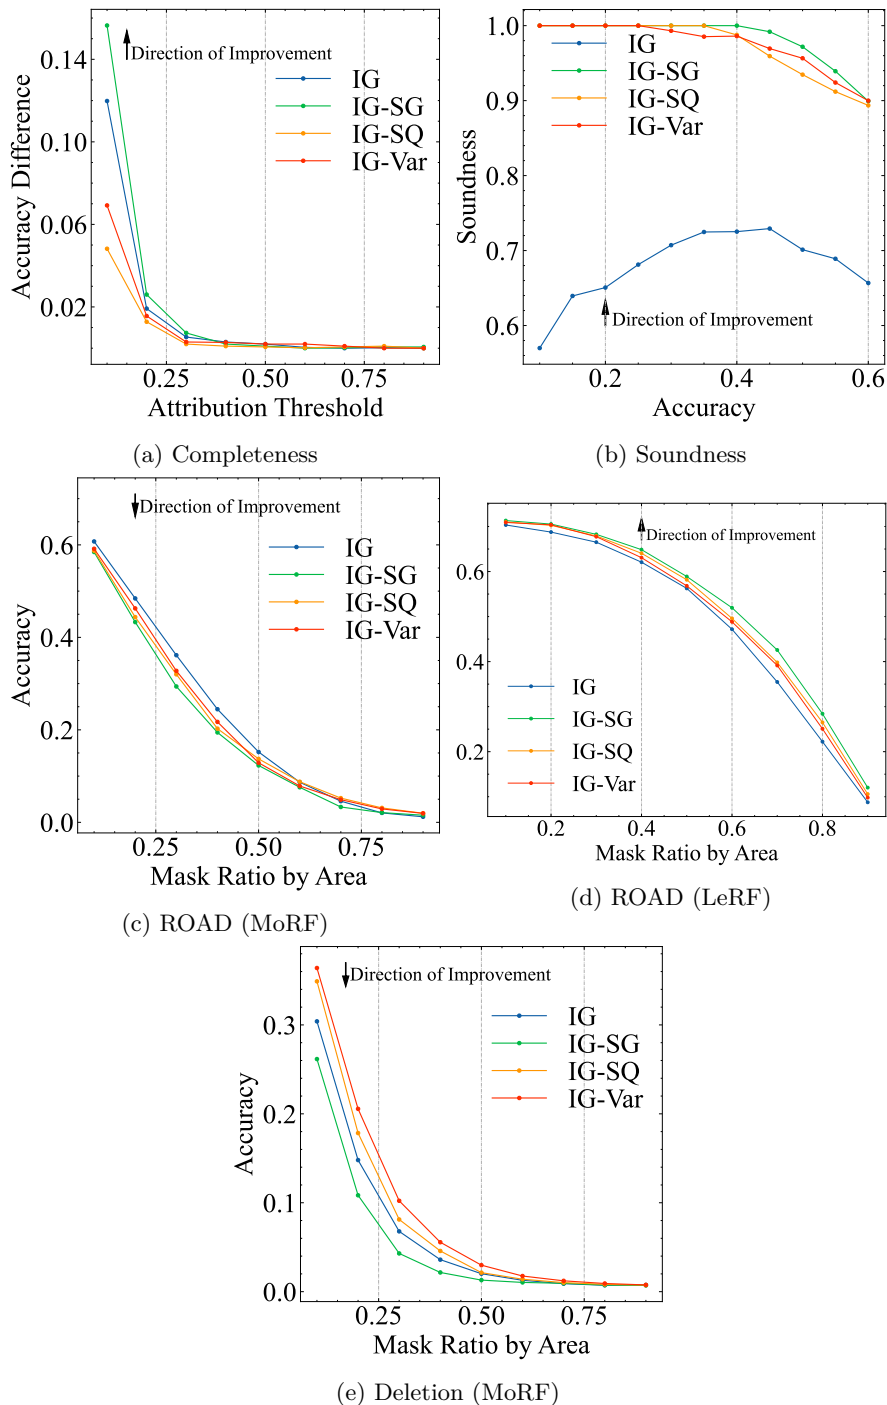 Direction of Improvement
IG
IG-SG
IG-SQ
IG-Var
0.14
0.10
0.06
0.02
Accuracy Difference
0.25
0.50
0.75
Attribution Threshold
(a) Completeness
1.0
0.9
0.8
0.7
0.6
Soundness
IG
IG-SG
IG-SQ
IG-Var
Direction of Improvement
0.2
0.4
0.6
Accuracy
(b) Soundness
Direction of Improvement
IG
IG-SG
IG-SQ
IG-Var
0.6
0.4
0.2
0.0
Accuracy
0.25
0.50
0.75
Mask Ratio by Area
(c) ROAD (MoRF)
Direction of Improvement
0.6
0.4
0.2
IG
IG-SG
IG-SQ
IG-Var
0.2
0.4
0.6
0.8
Mask Ratio by Area
(d) ROAD (LeRF)
Direction of Improvement
IG
IG-SG
IG-SQ
IG-Var
0.3
0.2
0.1
0.0
Accuracy
0.25
0.50
0.75
Mask Ratio by Area
(e) Deletion (MoRF)